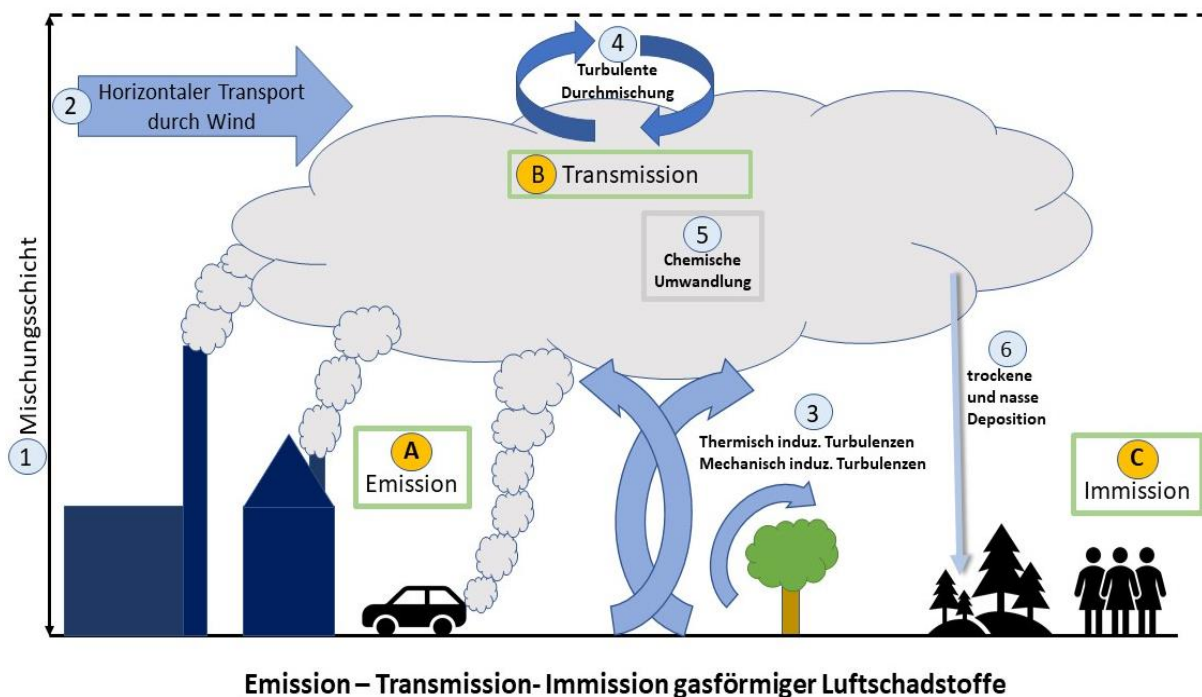 4
Turbulente
Durchmischung
2
Horizontaler Transport
durch Wind
B Transmission
5
Chemische
Umwandlung
1 Mischungsschicht
6
trockene
und nasse
Deposition
3
Thermisch induz. Turbulenzen
Mechanisch induz. Turbulenzen
A
Emission
C
Immission
Emission – Transmission- Immission gasförmiger Luftschadstoffe